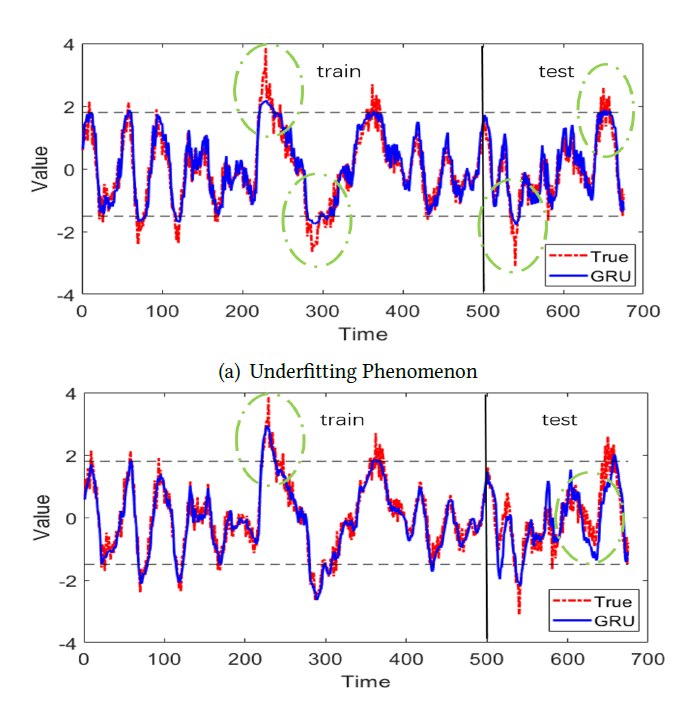 4
2
0
-2
-4
Value
train
test
True
GRU
0 100 200 300 400 500 600 700
Time
(a) Underfitting Phenomenon
4
2
0
-2
-4
Value
train
test
True
GRU
0 100 200 300 400 500 600 700
Time